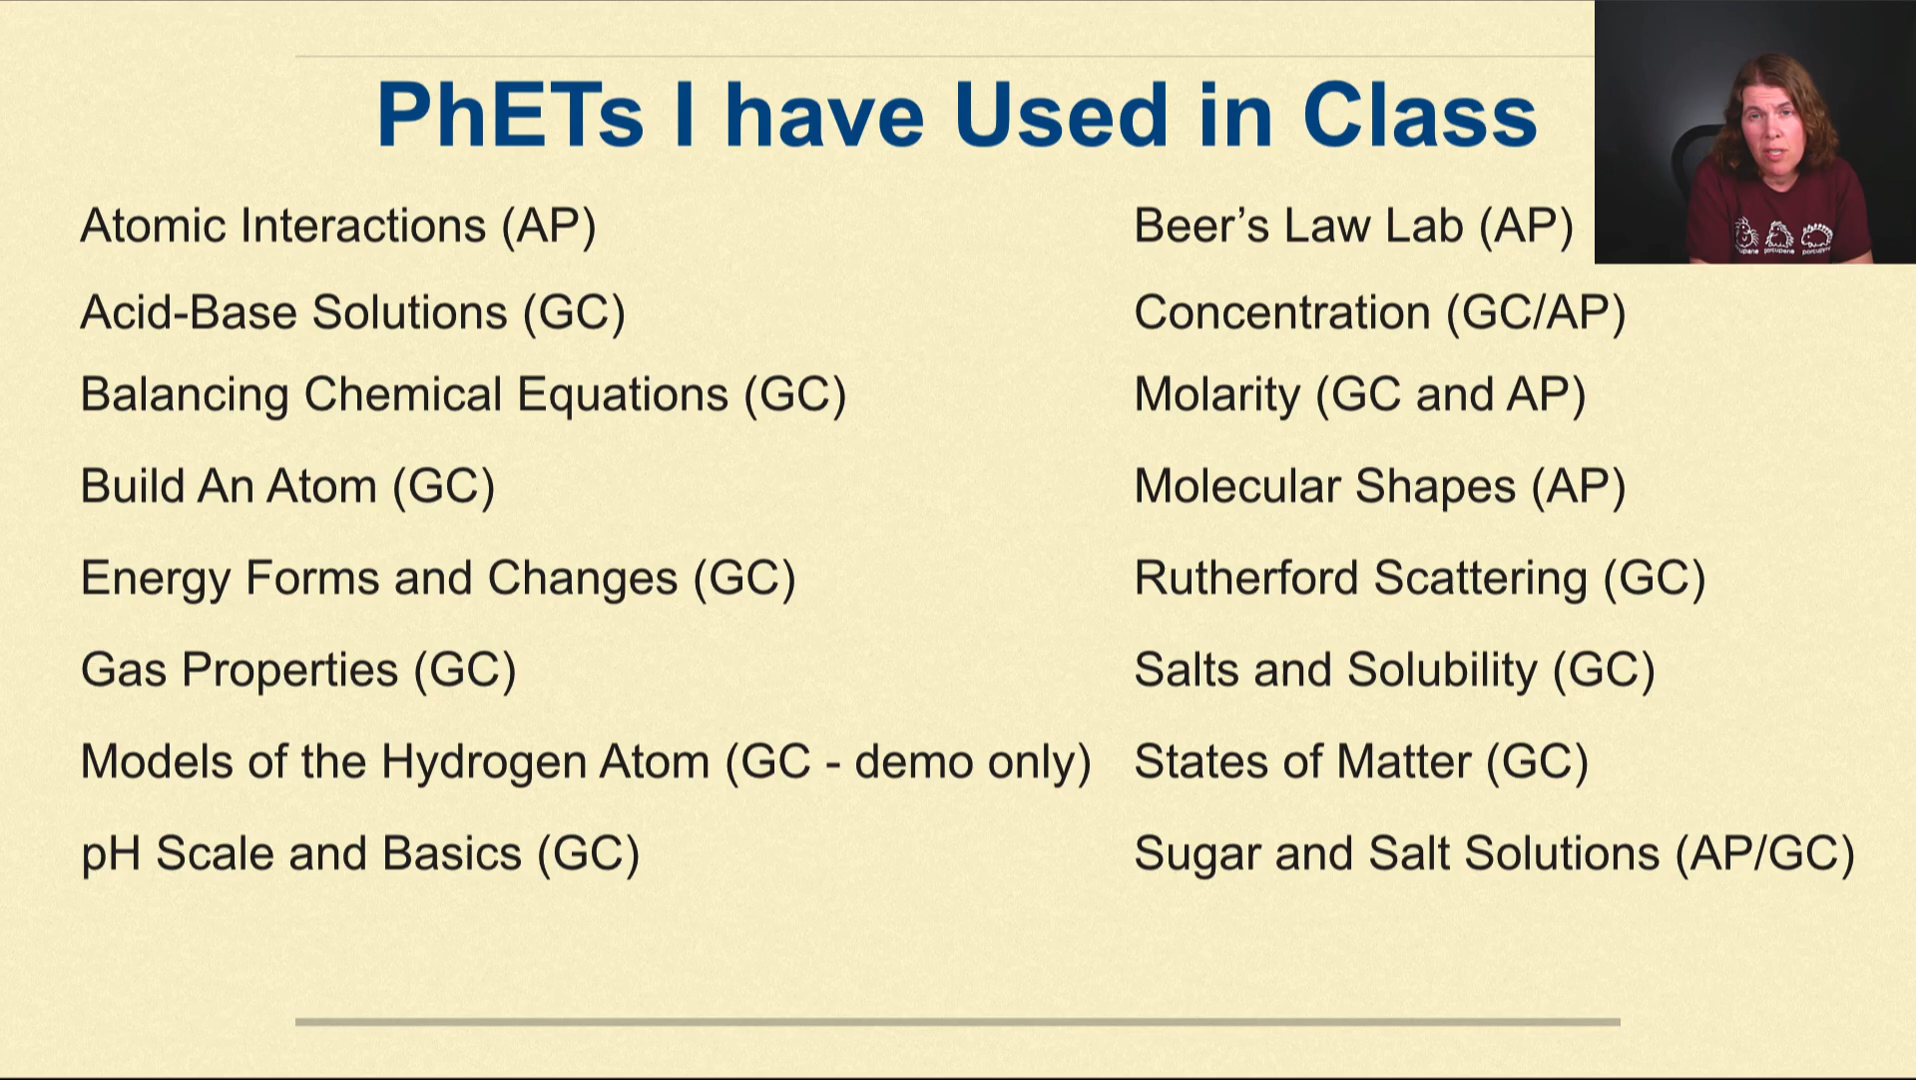 PhETs I have Used in Class
Atomic Interactions (AP)
Acid-Base Solutions (GC)
Balancing Chemical Equations (GC)
Build An Atom (GC)
Energy Forms and Changes (GC)
Gas Properties (GC)
Models of the Hydrogen Atom (GC - demo only)
pH Scale and Basics (GC)
Beer’s Law Lab (AP)
Concentration (GC/AP)
Molarity (GC and AP)
Molecular Shapes (AP)
Rutherford Scattering (GC)
Salts and Solubility (GC)
States of Matter (GC)
Sugar and Salt Solutions (AP/GC)